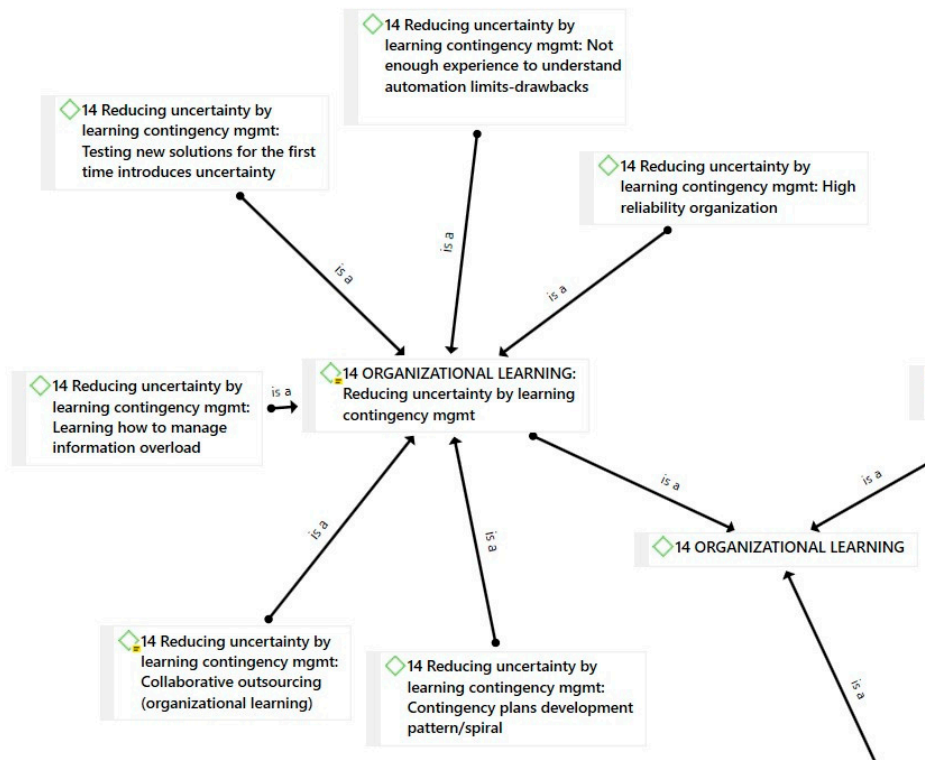 14 Reducing uncertainty by
learning contingency mgmt: Not
enough experience to understand
automation limits-drawbacks
14 Reducing uncertainty by
learning contingency mgmt:
Testing new solutions for the first
time introduces uncertainty
14 Reducing uncertainty by
learning contingency mgmt: High
reliability organization
is a
is a
is a
14 Reducing uncertainty by
learning contingency mgmt:
Learning how to manage
information overload
is a
14 ORGANIZATIONAL LEARNING:
Reducing uncertainty by learning
contingency mgmt
is a
is a
is a
is a
14 ORGANIZATIONAL LEARNING
14 Reducing uncertainty by
learning contingency mgmt:
Collaborative outsourcing
(organizational learning)
14 Reducing uncertainty by
learning contingency mgmt:
Contingency plans development
pattern/spiral
is a